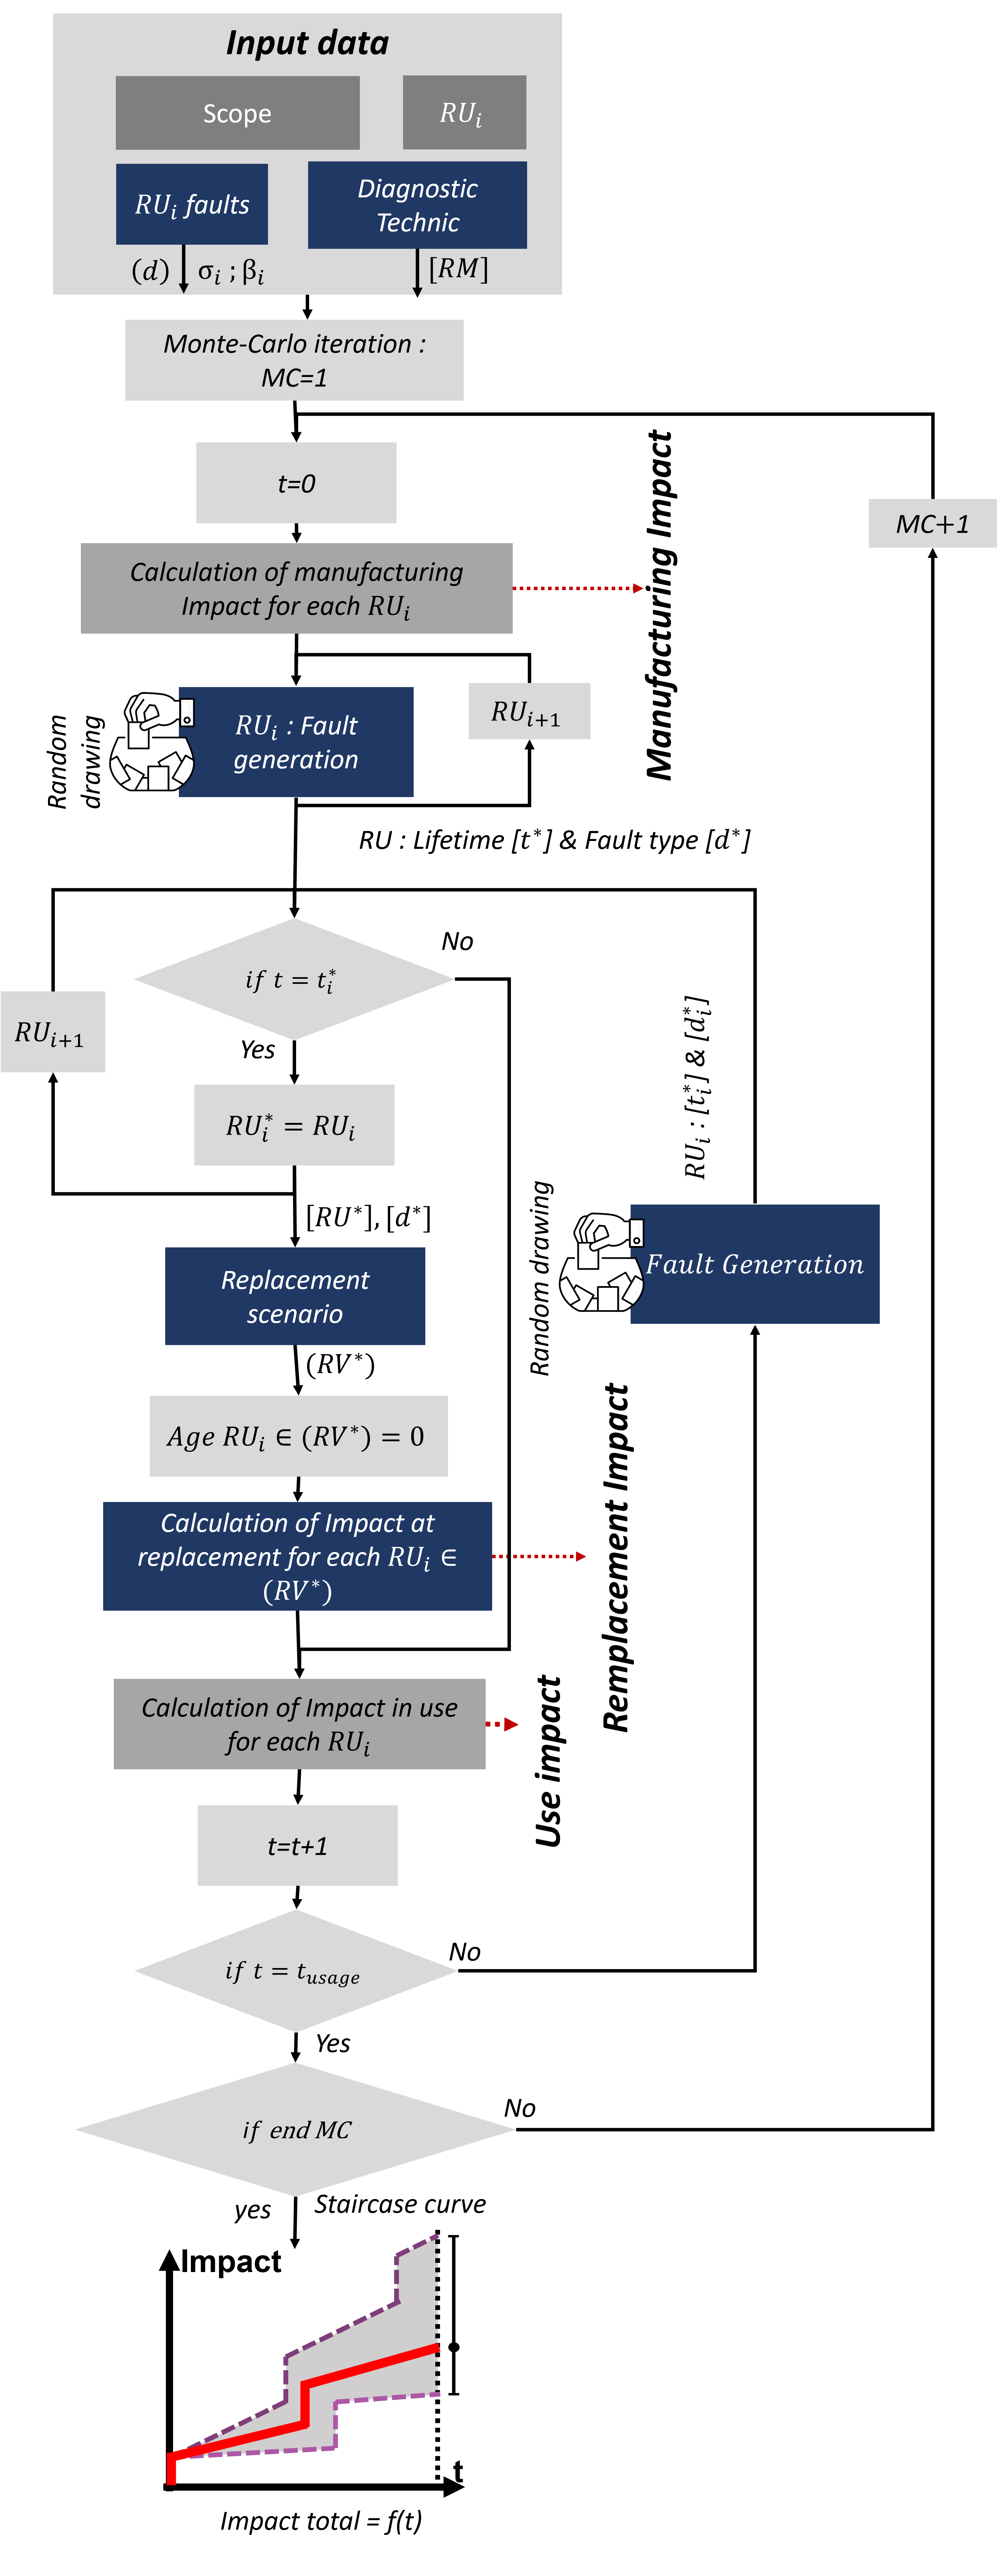 Input data
Scope
RU_i
RU_i faults
Diagnostic
Technic
(d) σ_i ; β_i
[RM]
Monte-Carlo iteration :
MC=1
t=0
MC+1
Calculation of manufacturing
Impact for each RU_i
Manufacturing Impact
Random
drawing
RU_i : Fault
generation
RU_{i+1}
RU : Lifetime [t*] & Fault type [d*]
if t = t_i^*
No
Yes
RU_{i+1}
RU_i^* = RU_i
RU_i : [t_i^*] & [d_i^*]
[RU*], [d*]
Replacement
scenario
Random drawing
Fault Generation
(RV*)
Age RU_i ∈ (RV*) = 0
Calculation of Impact at
replacement for each RU_i ∈
(RV*)
Remplacement Impact
Calculation of Impact in use
for each RU_i
Use impact
t=t+1
if t = t_{usage}
No
Yes
if end MC
No
yes
Staircase curve
Impact
t
Impact total = f(t)